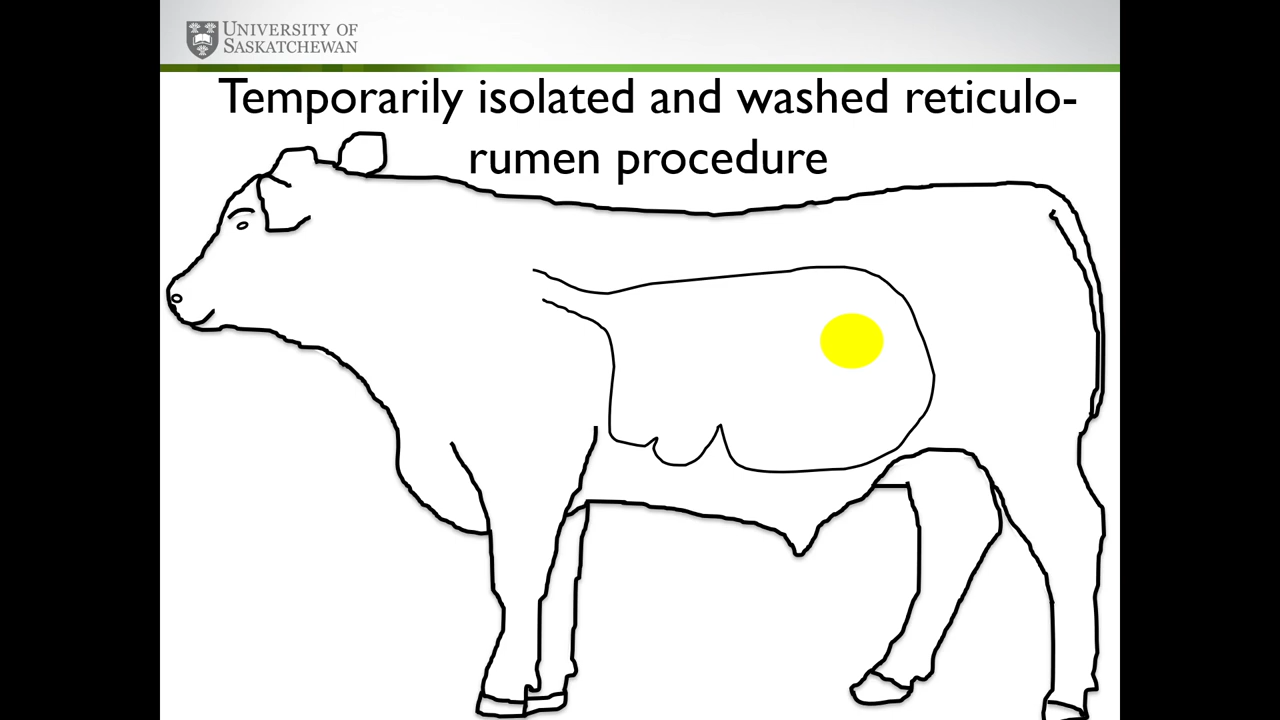 UNIVERSITY OF
SASKATCHEWAN
Temporarily isolated and washed reticulo-
rumen procedure